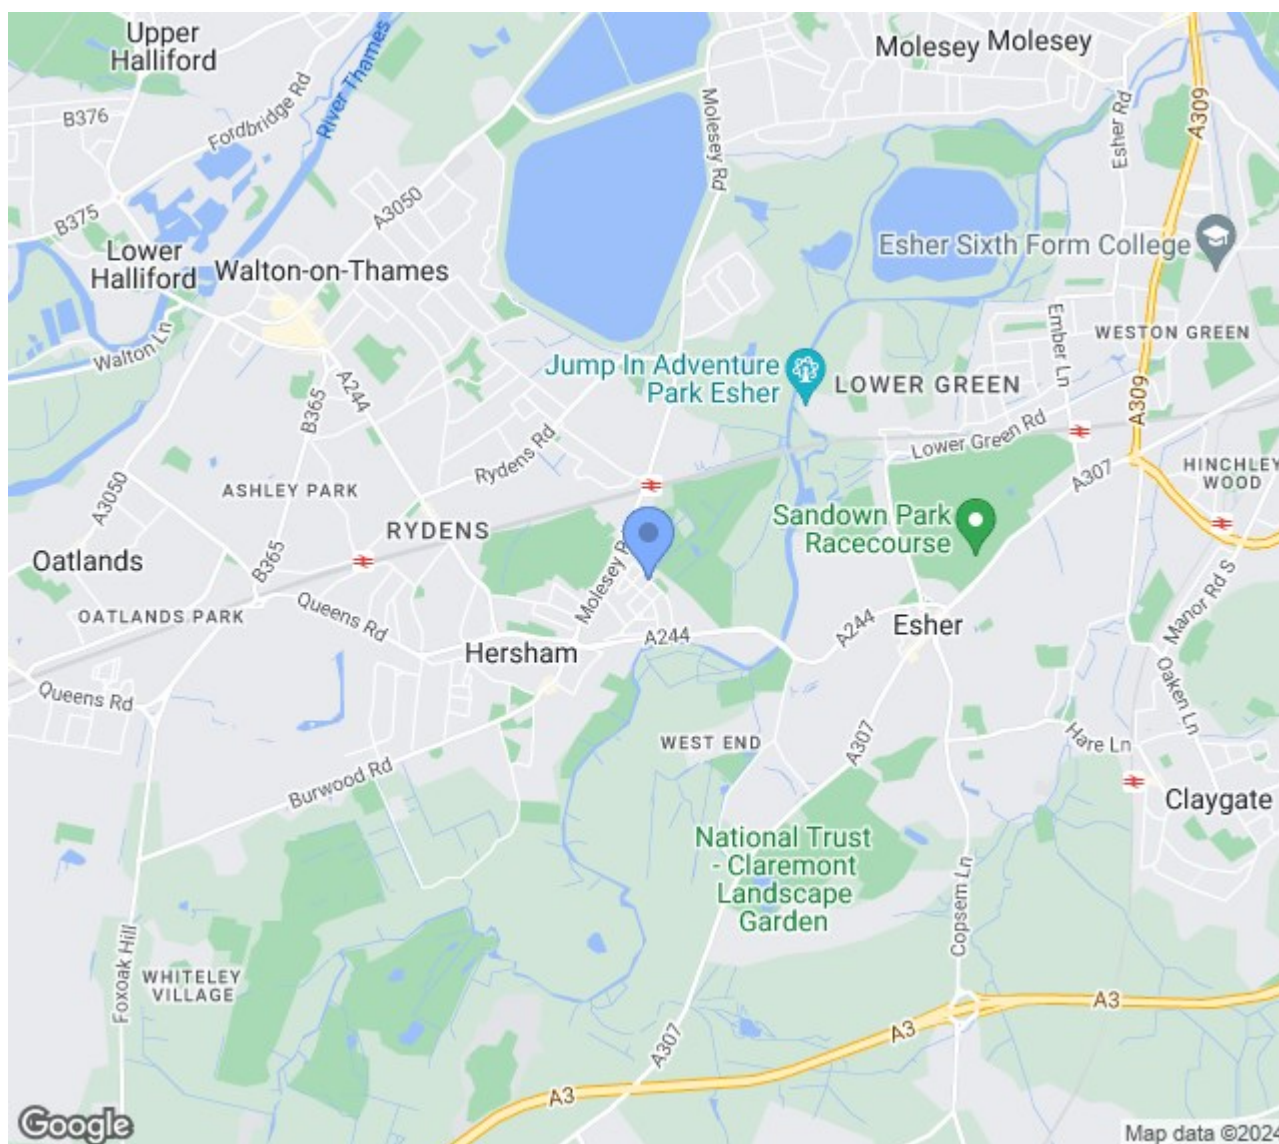 Upper
Halliford
Molesey
Molesey
B376
Fordbridge Rd
River Thames
Molesey Rd
Esher Rd
A309
B375
A3050
Lower
Halliford
Walton-on-Thames
Esher Sixth Form College
Walton Ln
Ember Ln
WESTON GREEN
Jump In Adventure
Park Esher
LOWER GREEN
A244
B365
A309
Lower Green Rd
Rydens Rd
A307
HINCHLEY
WOOD
A3050
ASHLEY PARK
RYDENS
Sandown Park
Racecourse
Oatlands
B365
OATLANDS PARK
Queens Rd
Molesey
Manor Rd S
A244
A244
Esher
Hersham
Oaken Ln
Queens Rd
WEST END
A307
Hare Ln
Burwood Rd
Claygate
National Trust
- Claremont
Landscape
Garden
Copsem Ln
Foxoak Hill
WHITELEY
VILLAGE
A3
A3
A307
A3
Google
Map data ©2024